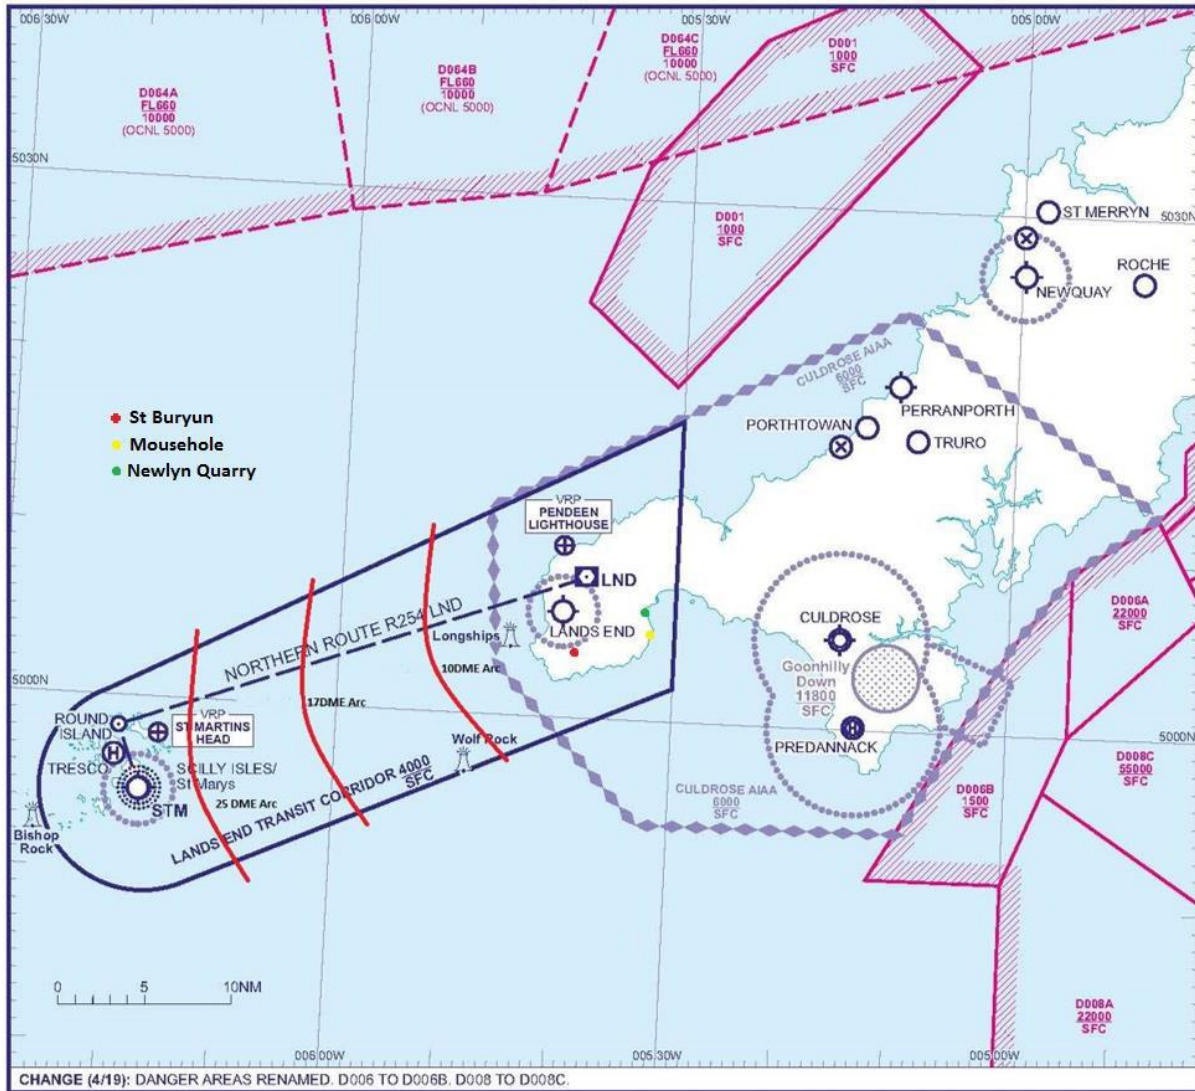 006 30W
006 00W
005 30W
005 00W
D064A
FL660
10000
(OCNL 5000)
D064B
FL660
10000
(OCNL 5000)
D064C
FL660
10000
(OCNL 5000)
D001
1000
SFC
5030N
D001
1000
SFC
ST MERRYN
5030N
ROCHE
NEWQUAY
CULDROSE AIAA
6000
SFC
St Buryun
Mousehole
Newlyn Quarry
PERRANPORTH
PORTHTOWAN
TRURO
VRP
PENDEEN
LIGHTHOUSE
LND
NORTHERN ROUTE R254 LND
LANDS END
Longships
10DME Arc
17DME Arc
25 DME Arc
CULDROSE
Goonhilly
Down
11800
SFC
PREDANNACK
D006A
22000
SFC
5000N
ROUND
ISLAND
VRP
ST MARTINS
HEAD
TRESCO
H
SCILLY ISLES/
St Marys
STM
Bishop
Rock
Wolf Rock
LANDS END TRANSIT CORRIDOR 4000
SFC
5000N
H
D008C
55000
SFC
CULDROSE AIAA
6000
SFC
D006B
1500
SFC
0
5
10NM
D008A
22000
SFC
006 00W
005 30W
005 00W
CHANGE (4/19): DANGER AREAS RENAMED. D006 TO D006B. D008 TO D008C.